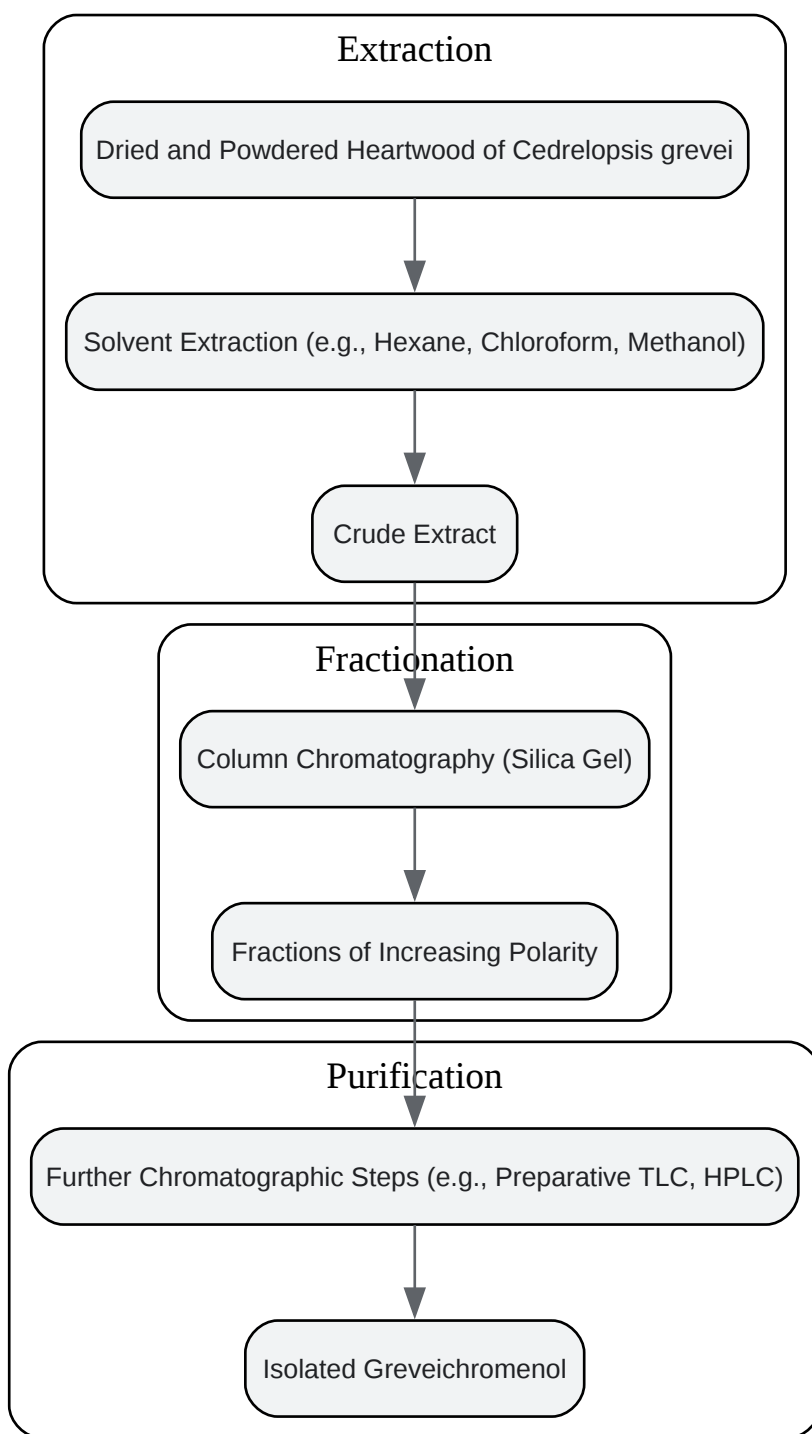 Extraction
Dried and Powdered Heartwood of Cedrelopsis grevei
Solvent Extraction (e.g., Hexane, Chloroform, Methanol)
Crude Extract
Fractionation
Column Chromatography (Silica Gel)
Fractions of Increasing Polarity
Purification
Further Chromatographic Steps (e.g., Preparative TLC, HPLC)
Isolated Greveichromenol